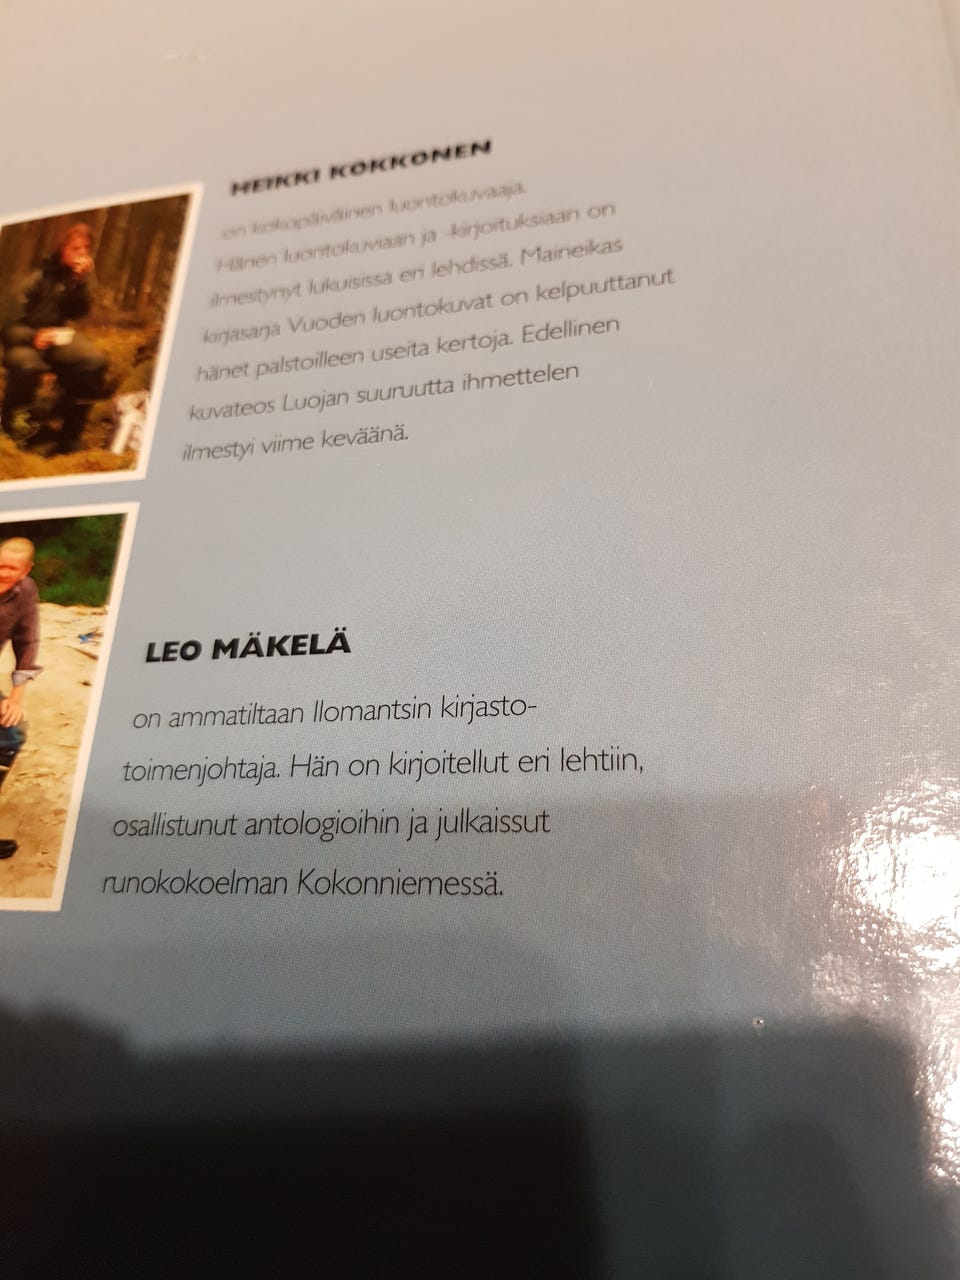 HEIKKI KOKKONEN
on kokopäiväinen luontokuvaaja.
Hänen luontokuviaan ja -kirjoituksiaan on
ilmestynyt lukuisissa eri lehdissä. Maineikas
kirjasarja Vuoden luontokuvat on kelpuuttanut
hänet palstoilleen useita kertoja. Edellinen
kuvateos Luojan suuruutta ihmettelen
ilmestyi viime keväänä.
LEO MÄKELÄ
on ammatiltaan Ilomantsin kirjasto-
toimenjohtaja. Hän on kirjoitellut eri lehtiin,
osallistunut antologioihin ja julkaissut
runokokoelman Kokonniemessä.